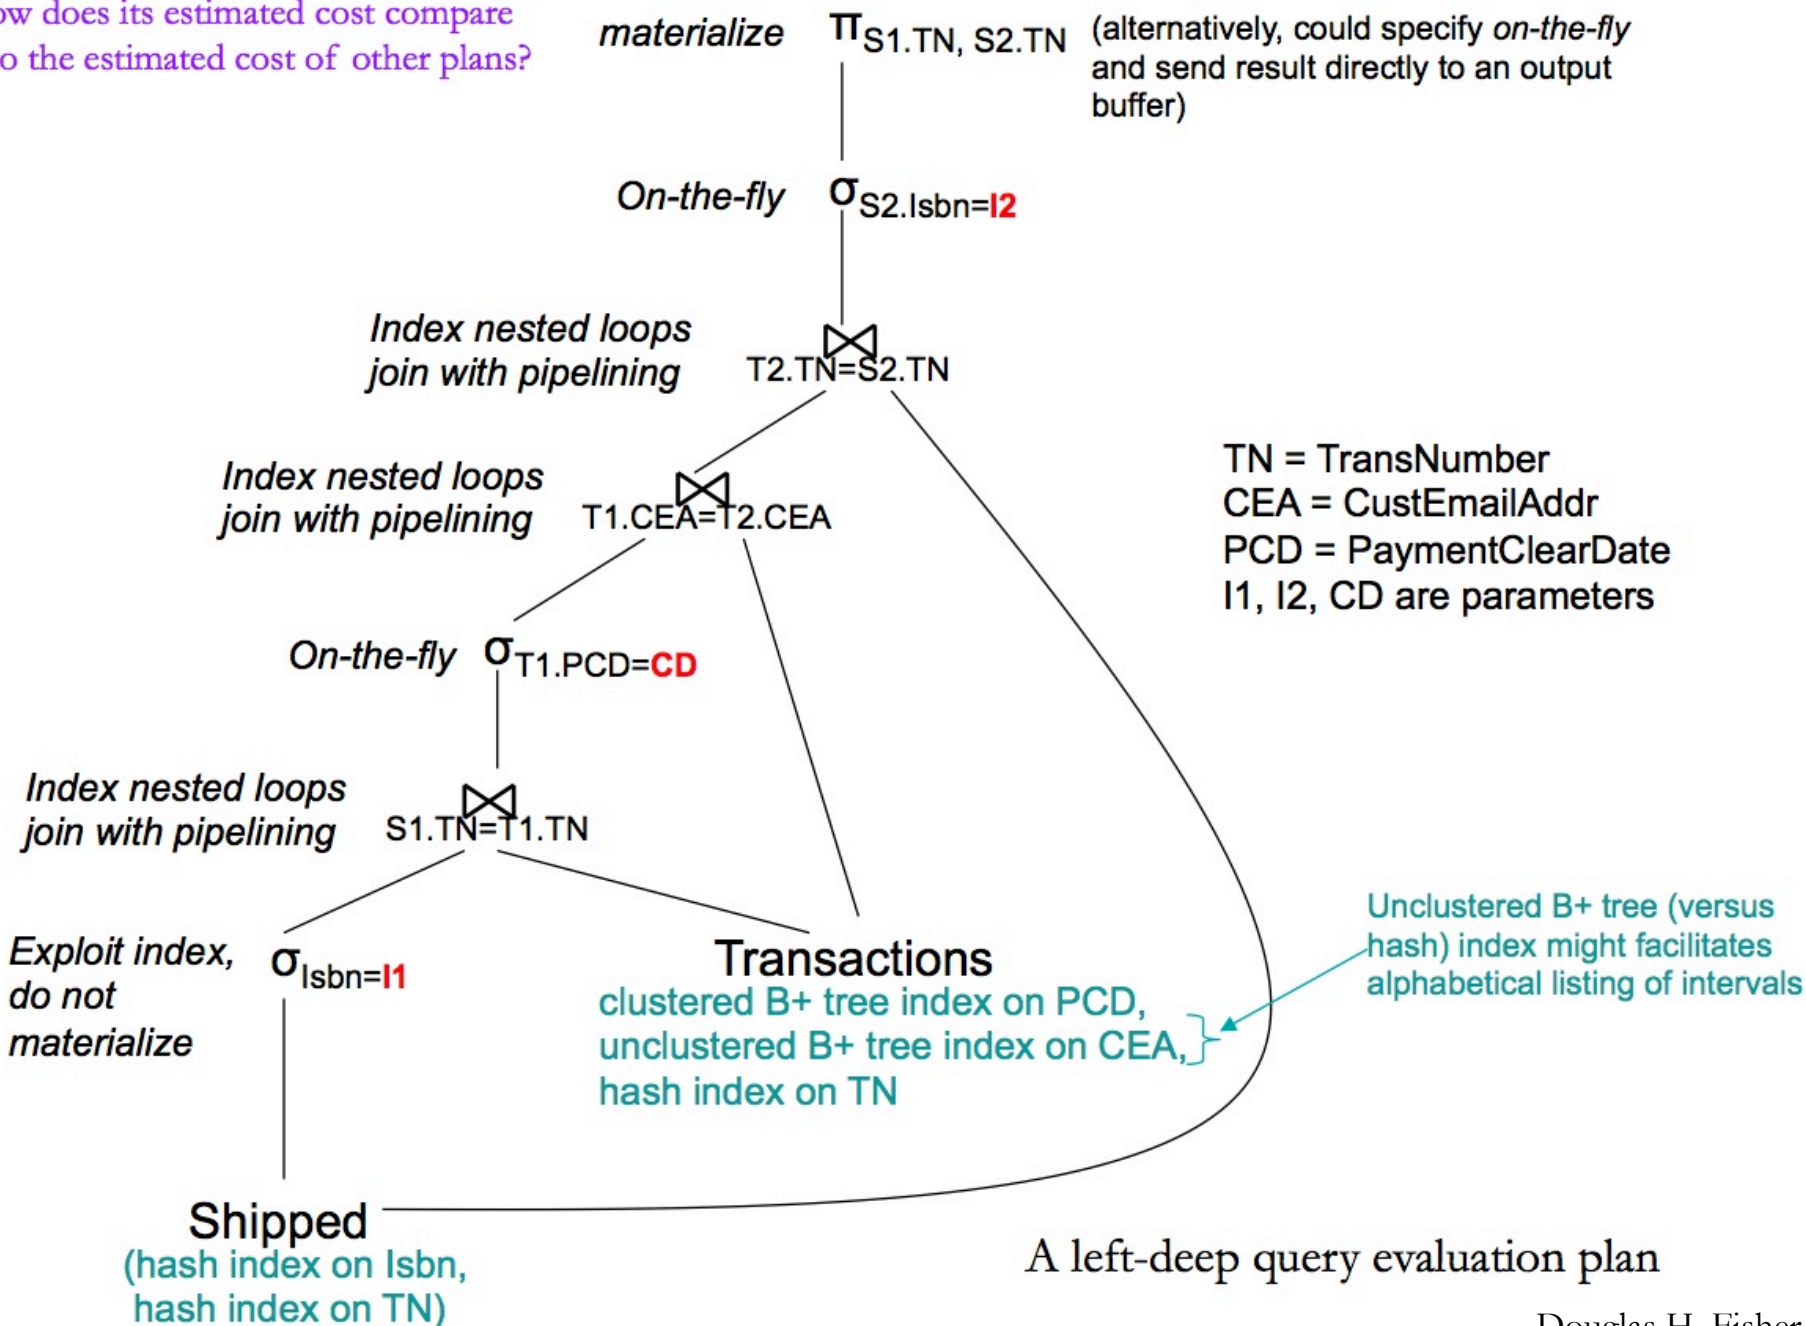 ow does its estimated cost compare
o the estimated cost of other plans?
materialize
π S1.TN, S2.TN
(alternatively, could specify on-the-fly
and send result directly to an output
buffer)
On-the-fly
σ S2.Isbn=I2
Index nested loops
join with pipelining
⋈
T2.TN=S2.TN
Index nested loops
join with pipelining
⋈
T1.CEA=T2.CEA
TN = TransNumber
CEA = CustEmailAddr
PCD = PaymentClearDate
I1, I2, CD are parameters
On-the-fly
σ T1.PCD=CD
Index nested loops
join with pipelining
⋈
S1.TN=T1.TN
Exploit index,
do not
materialize
σ Isbn=I1
Transactions
clustered B+ tree index on PCD,
unclustered B+ tree index on CEA,
hash index on TN
Unclustered B+ tree (versus
hash) index might facilitates
alphabetical listing of intervals
Shipped
(hash index on Isbn,
hash index on TN)
A left-deep query evaluation plan
Douglas H. Fisher